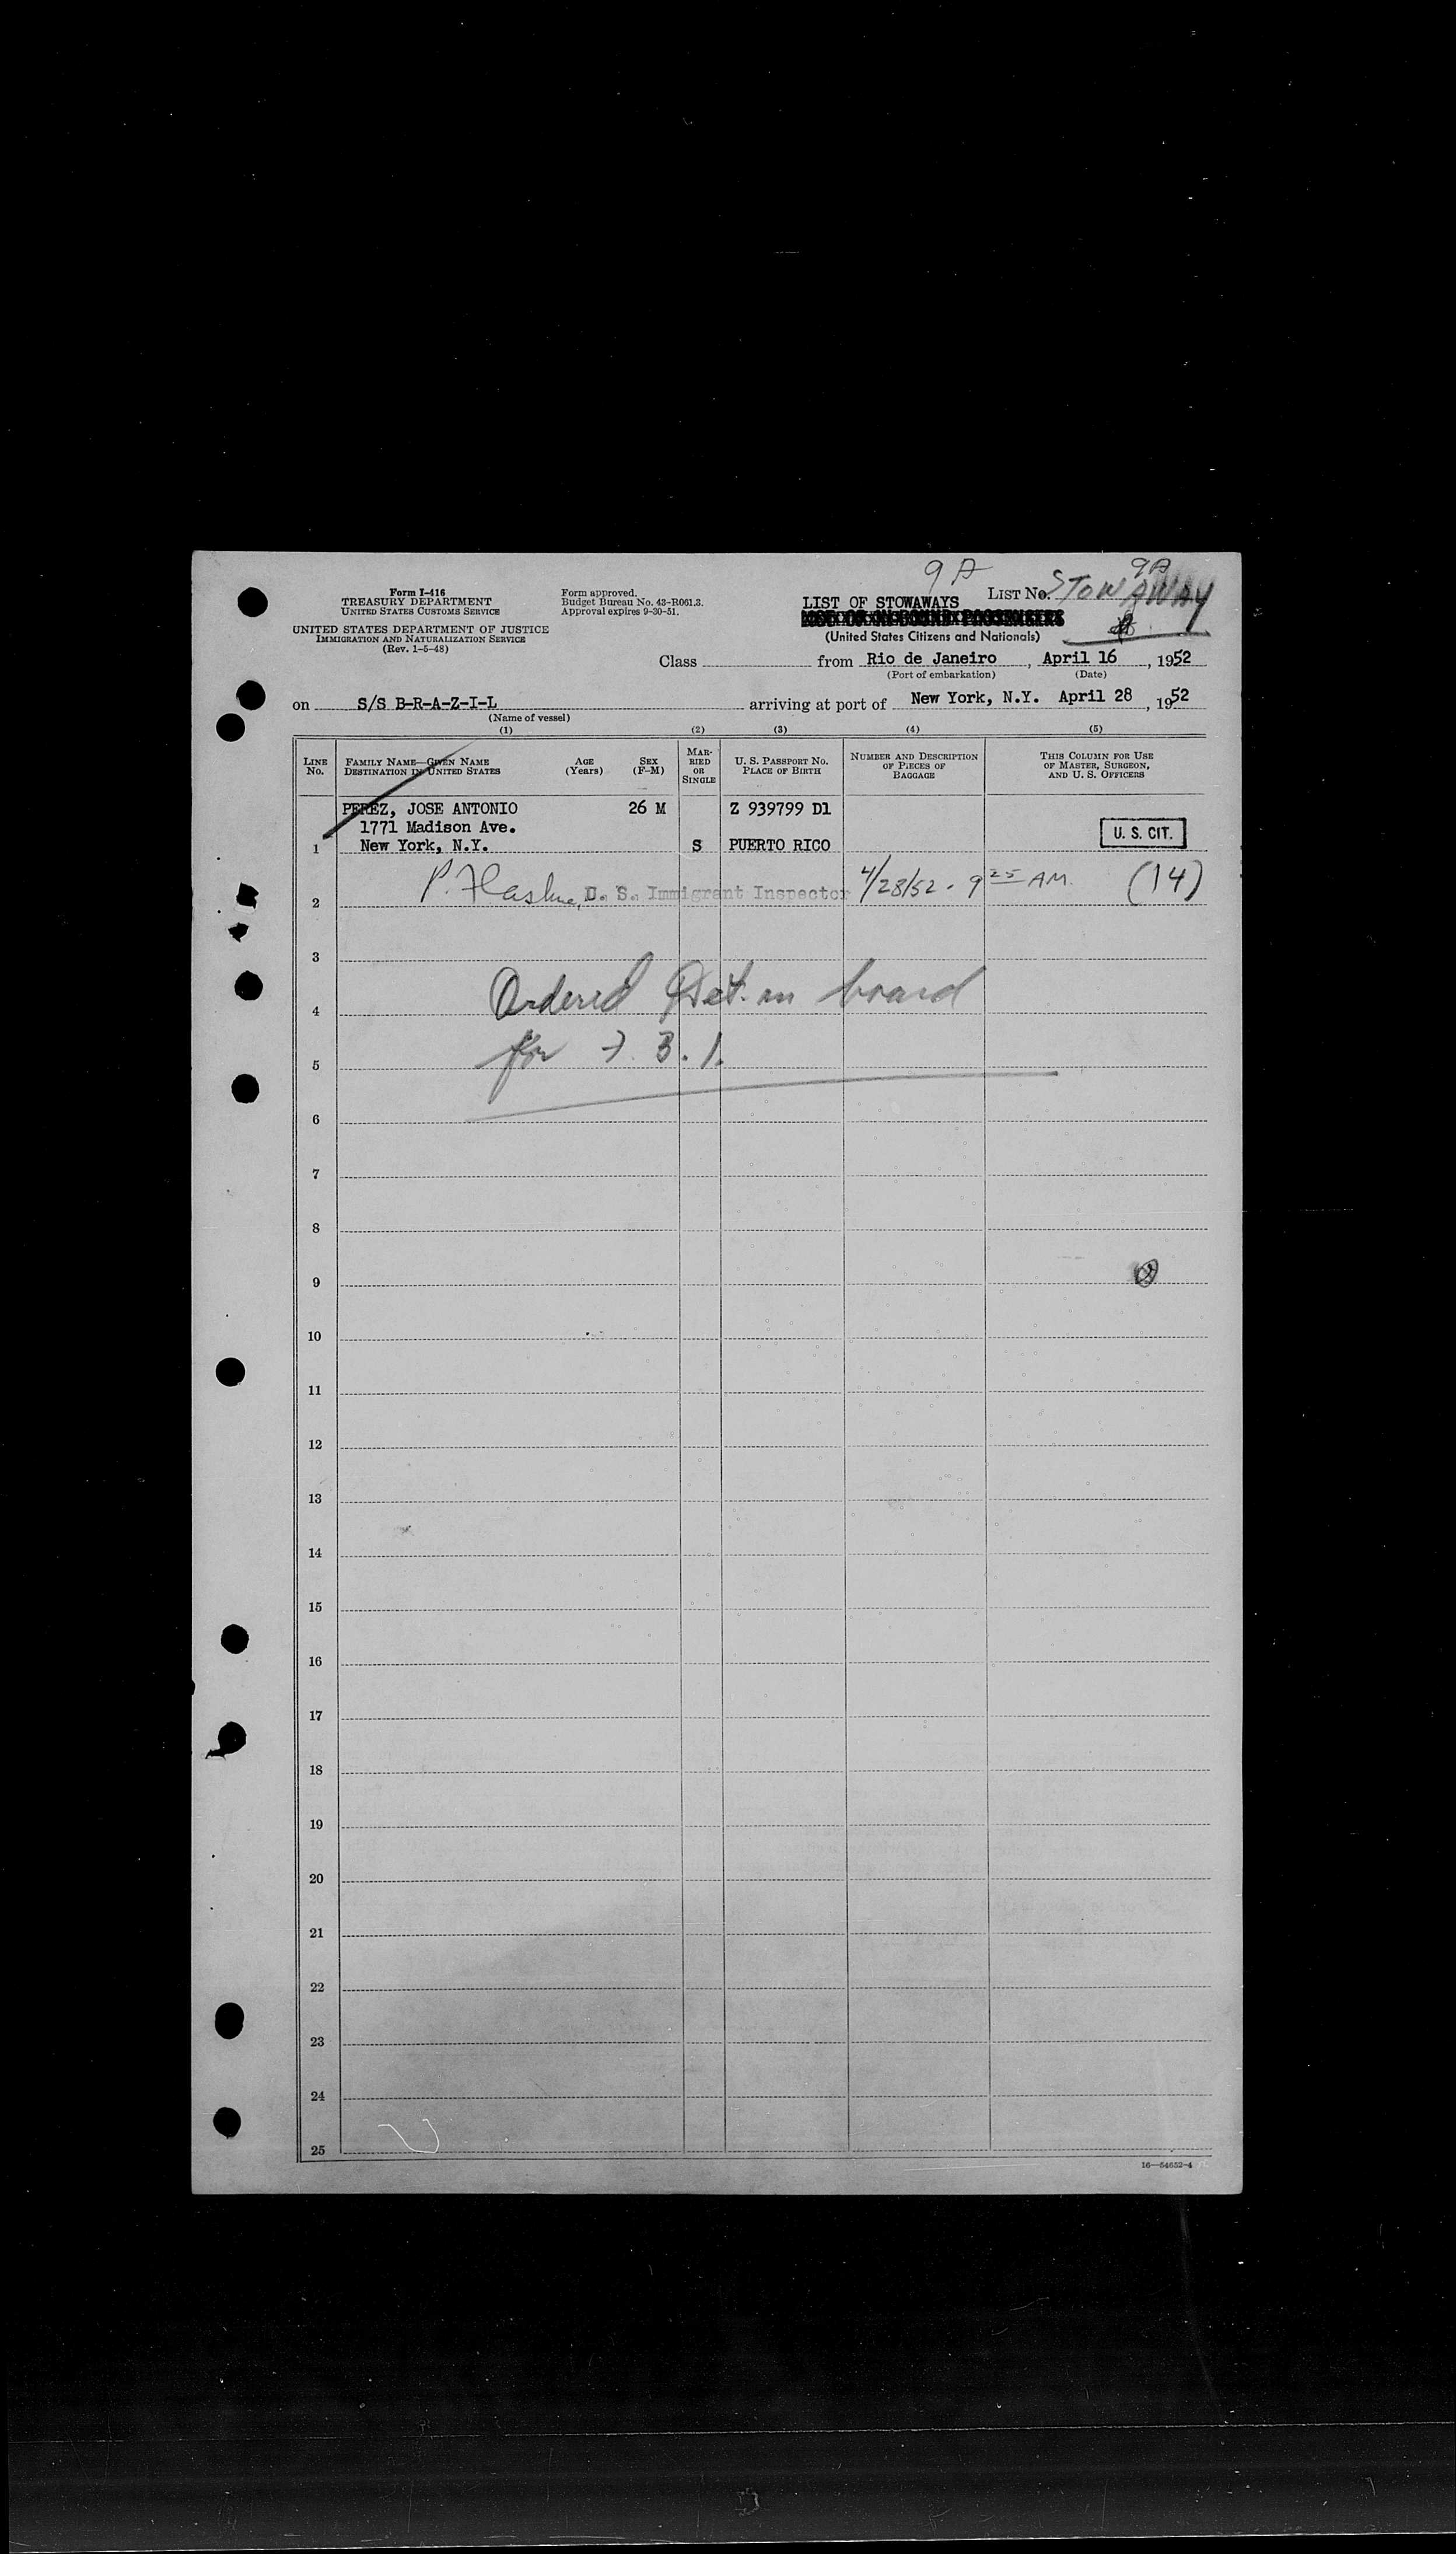 9A
9A
Form I-416
TREASURY DEPARTMENT
UNITED STATES CUSTOMS SERVICE
UNITED STATES DEPARTMENT OF JUSTICE
IMMIGRATION AND NATURALIZATION SERVICE
(Rev. 1-5-48)
Form approved.
Budget Bureau No. 43-R061.3.
Approval expires 9-30-51.
LIST No. STOWAWAY
LIST OF STOWAWAYS
(United States Citizens and Nationals)
Class from Rio de Janeiro, April 16, 1952
(Port of embarkation) (Date)
on S/S B-R-A-Z-I-L arriving at port of New York, N.Y. April 28, 1952
(Name of vessel)
(1) (2) (3) (4) (5)
LINE No.
FAMILY NAME—GIVEN NAME
DESTINATION IN UNITED STATES
AGE (Years)
SEX (F-M)
MARRIED OR SINGLE
U. S. PASSPORT NO.
PLACE OF BIRTH
NUMBER AND DESCRIPTION OF PIECES OF BAGGAGE
THIS COLUMN FOR USE OF MASTER, SURGEON, AND U. S. OFFICERS
PEREZ, JOSE ANTONIO 26 M Z 939799 D1
1771 Madison Ave.
1 New York, N.Y. S PUERTO RICO U. S. CIT.
P. U. S. Immigrant Inspector 4/28/52 - 9 25 AM. (14)
2
3
Ordered Det. on board
4
for F. B. I.
5
6
7
8
9
10
11
12
13
14
15
16
17
18
19
20
21
22
23
24
25
16—54652-4